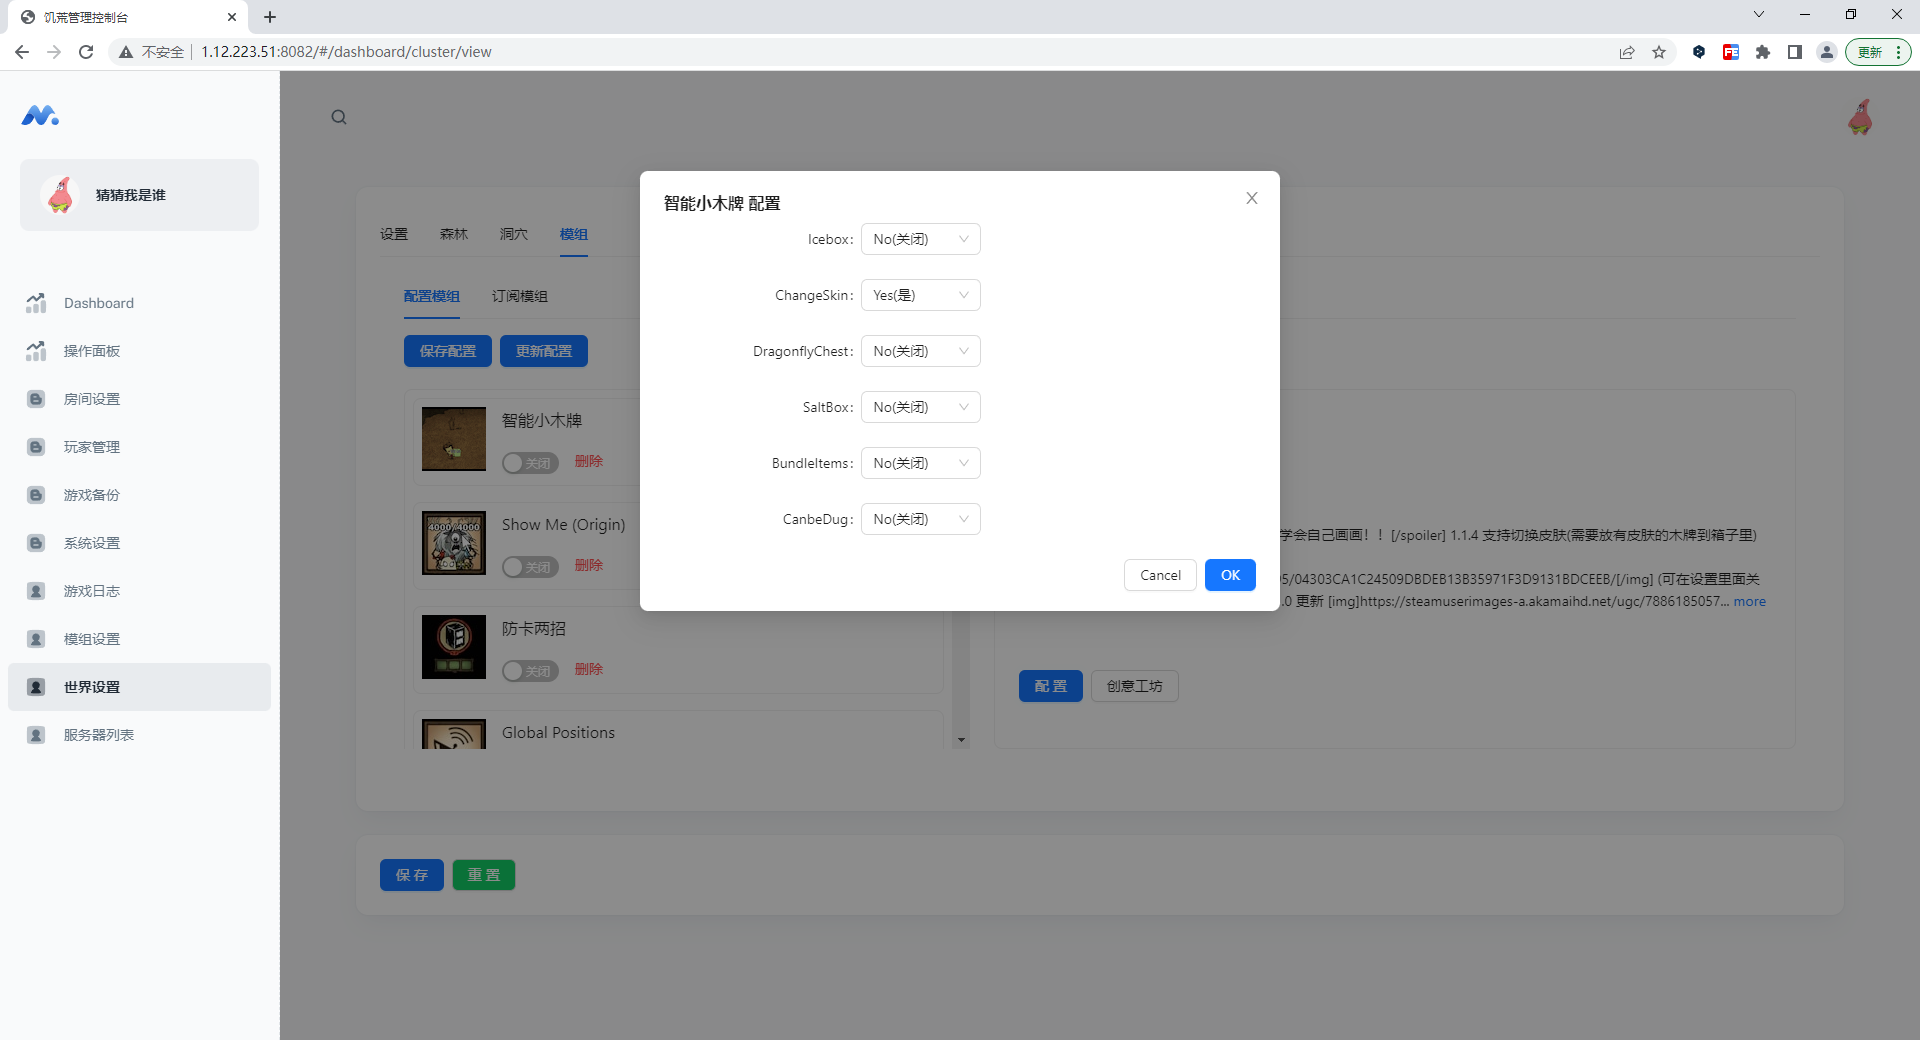 饥荒管理控制台
不安全
1.12.223.51:8082/#/dashboard/cluster/view
更新
猜猜我是谁
Dashboard
操作面板
房间设置
玩家管理
游戏备份
系统设置
游戏日志
模组设置
世界设置
服务器列表
设置 森林 洞穴 模组
配置模组 订阅模组
保存配置 更新配置
智能小木牌
关闭 删除
4000/4000
Show Me (Origin)
关闭 删除
防卡两招
关闭 删除
Global Positions
智能小木牌 配置
Icebox: No(关闭)
ChangeSkin: Yes(是)
DragonflyChest: No(关闭)
SaltBox: No(关闭)
BundleItems: No(关闭)
CanbeDug: No(关闭)
Cancel OK
学会自己画画！！[/spoiler] 1.1.4 支持切换皮肤(需要放有皮肤的木牌到箱子里)
5/04303CA1C24509DBDEB13B35971F3D9131BDCEEB/[/img] (可在设置里面关
.0 更新 [img]https://steamuserimages-a.akamaihd.net/ugc/7886185057... more
配 置 创意工坊
保 存 重 置